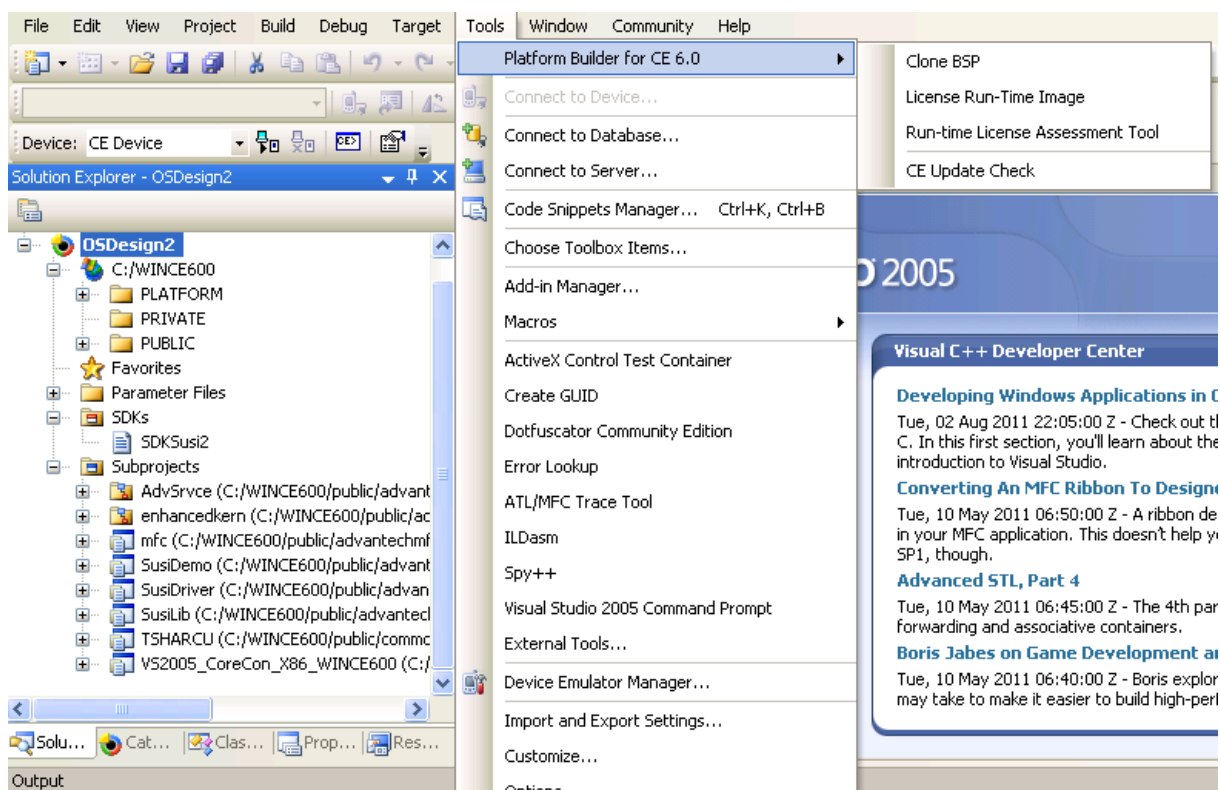 File Edit View Project Build Debug Target Tools Window Community Help
Platform Builder for CE 6.0
Clone BSP
License Run-Time Image
Run-time License Assessment Tool
CE Update Check
Connect to Device...
Connect to Database...
Connect to Server...
Code Snippets Manager... Ctrl+K, Ctrl+B
Choose Toolbox Items...
Add-in Manager...
Macros
ActiveX Control Test Container
Create GUID
Dotfuscator Community Edition
Error Lookup
ATL/MFC Trace Tool
ILDasm
Spy++
Visual Studio 2005 Command Prompt
External Tools...
Device Emulator Manager...
Import and Export Settings...
Customize...
Device: CE Device
Solution Explorer - OSDesign2
OSDesign2
C:/WINCE600
PLATFORM
PRIVATE
PUBLIC
Favorites
Parameter Files
SDKs
SDKSusi2
Subprojects
AdvSrvce (C:/WINCE600/public/advant
enhancedkern (C:/WINCE600/public/ac
mfc (C:/WINCE600/public/advantechmf
SusiDemo (C:/WINCE600/public/advant
SusiDriver (C:/WINCE600/public/advan
SusiLib (C:/WINCE600/public/advantecl
TSHARCU (C:/WINCE600/public/commc
VS2005_CoreCon_X86_WINCE600 (C:/
Solu... Cat... Clas... Prop... Res...
Output
2005
Visual C++ Developer Center
Developing Windows Applications in C
Tue, 02 Aug 2011 22:05:00 Z - Check out th
C. In this first section, you'll learn about the
introduction to Visual Studio.
Converting An MFC Ribbon To Designe
Tue, 10 May 2011 06:50:00 Z - A ribbon de
in your MFC application. This doesn't help yo
SP1, though.
Advanced STL, Part 4
Tue, 10 May 2011 06:45:00 Z - The 4th par
forwarding and associative containers.
Boris Jabes on Game Development ar
Tue, 10 May 2011 06:40:00 Z - Boris explor
may take to make it easier to build high-perl